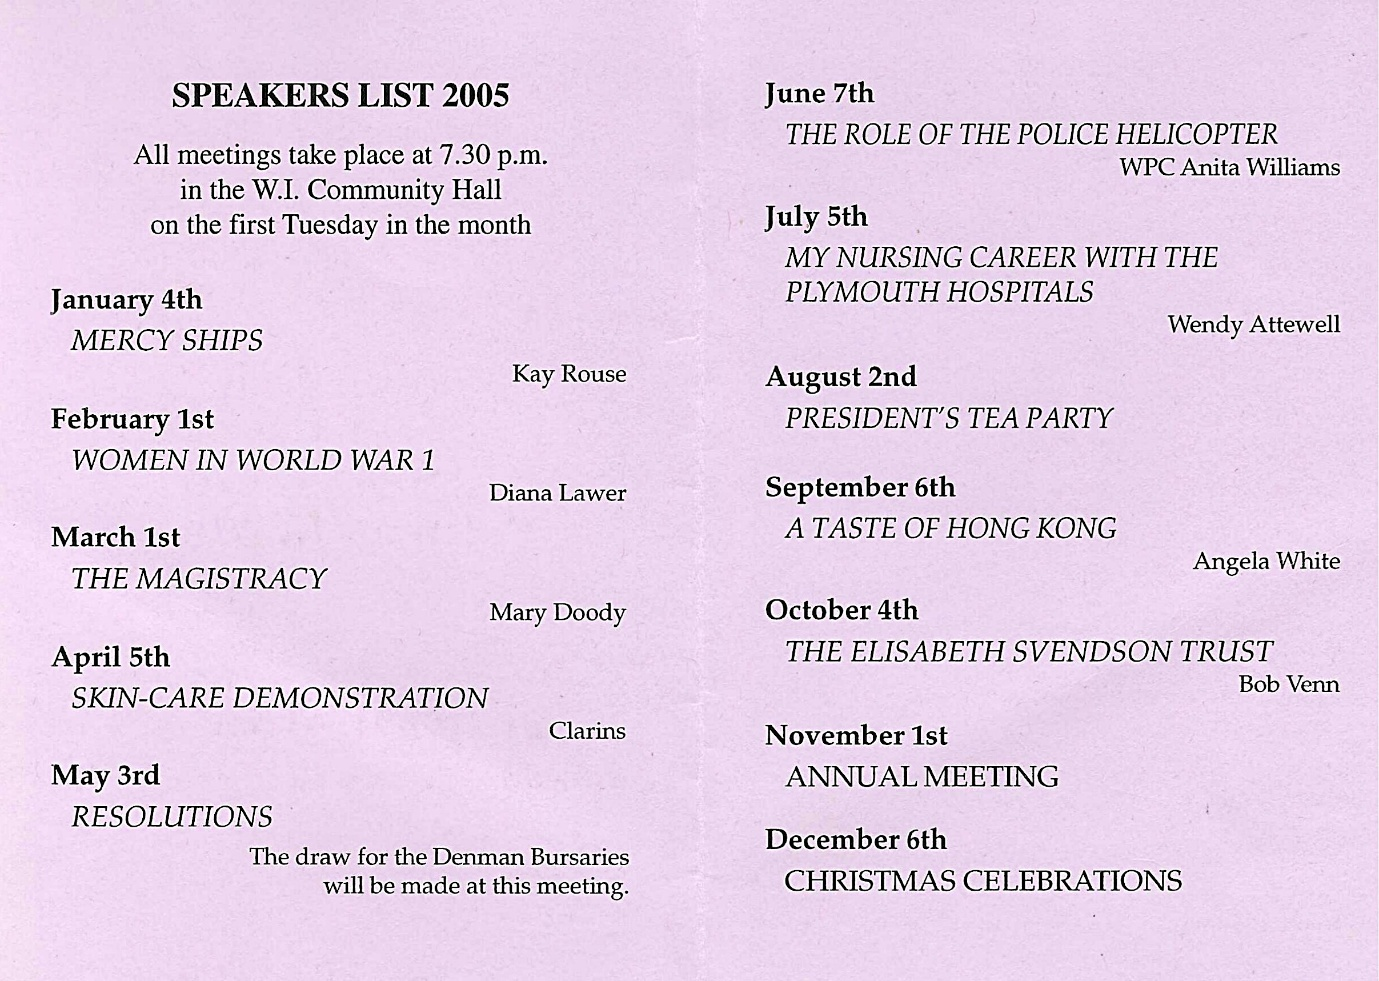 SPEAKERS LIST 2005
All meetings take place at 7.30 p.m.
in the W.I. Community Hall
on the first Tuesday in the month
January 4th
MERCY SHIPS
Kay Rouse
February 1st
WOMEN IN WORLD WAR 1
Diana Lawer
March 1st
THE MAGISTRACY
Mary Doody
April 5th
SKIN-CARE DEMONSTRATION
Clarins
May 3rd
RESOLUTIONS
The draw for the Denman Bursaries
will be made at this meeting.
June 7th
THE ROLE OF THE POLICE HELICOPTER
WPC Anita Williams
July 5th
MY NURSING CAREER WITH THE
PLYMOUTH HOSPITALS
Wendy Attewell
August 2nd
PRESIDENT'S TEA PARTY
September 6th
A TASTE OF HONG KONG
Angela White
October 4th
THE ELISABETH SVENDSON TRUST
Bob Venn
November 1st
ANNUAL MEETING
December 6th
CHRISTMAS CELEBRATIONS